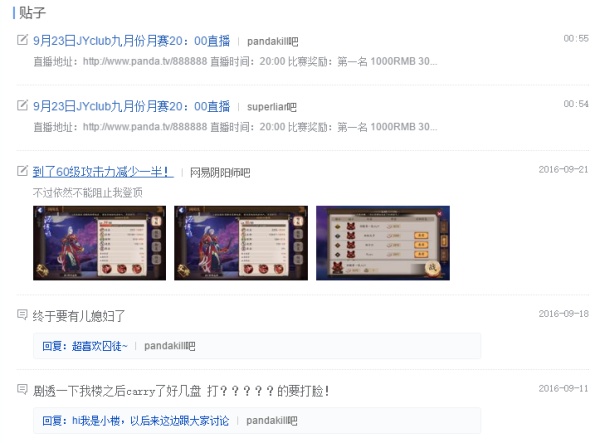 贴子
9月23日JYclub九月份月赛20：00直播 | pandakill吧 00:55
直播地址：http://www.panda.tv/888888 直播时间：20:00 比赛奖励：第一名 1000RMB 30...
9月23日JYclub九月份月赛20：00直播 | superliar吧 00:54
直播地址：http://www.panda.tv/888888 直播时间：20:00 比赛奖励：第一名 1000RMB 30...
到了60级攻击力减少一半！ | 网易阴阳师吧 2016-09-21
不过依然不能阻止我登顶
战
终于要有儿媳妇了 2016-09-18
回复：超喜欢囚徒~ | pandakill吧
剧透一下我楼之后carry了好几盘 打？？？？？的要打脸！ 2016-09-11
回复：hi我是小楼，以后来这边跟大家讨论 | pandakill吧